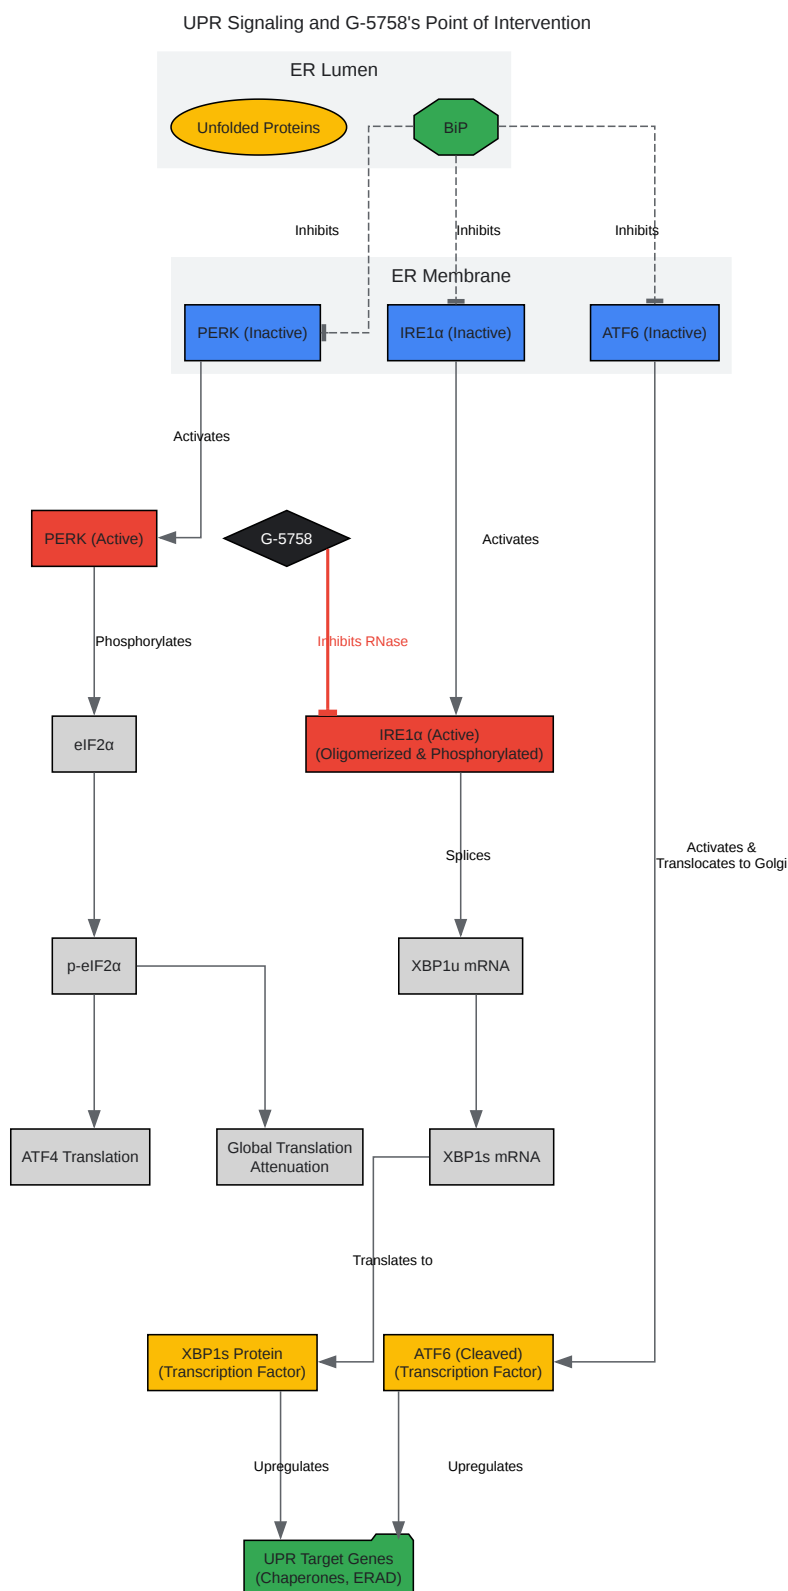 UPR Signaling and G-5758's Point of Intervention
ER Lumen
Unfolded Proteins
BiP
Inhibits
Inhibits
Inhibits
ER Membrane
PERK (Inactive)
IRE1α (Inactive)
ATF6 (Inactive)
Activates
PERK (Active)
G-5758
Activates
Phosphorylates
Inhibits RNase
eIF2α
IRE1α (Active)
(Oligomerized & Phosphorylated)
Splices
Activates &
Translocates to Golgi
p-eIF2α
XBP1u mRNA
ATF4 Translation
Global Translation
Attenuation
XBP1s mRNA
Translates to
XBP1s Protein
(Transcription Factor)
ATF6 (Cleaved)
(Transcription Factor)
Upregulates
Upregulates
UPR Target Genes
(Chaperones, ERAD)